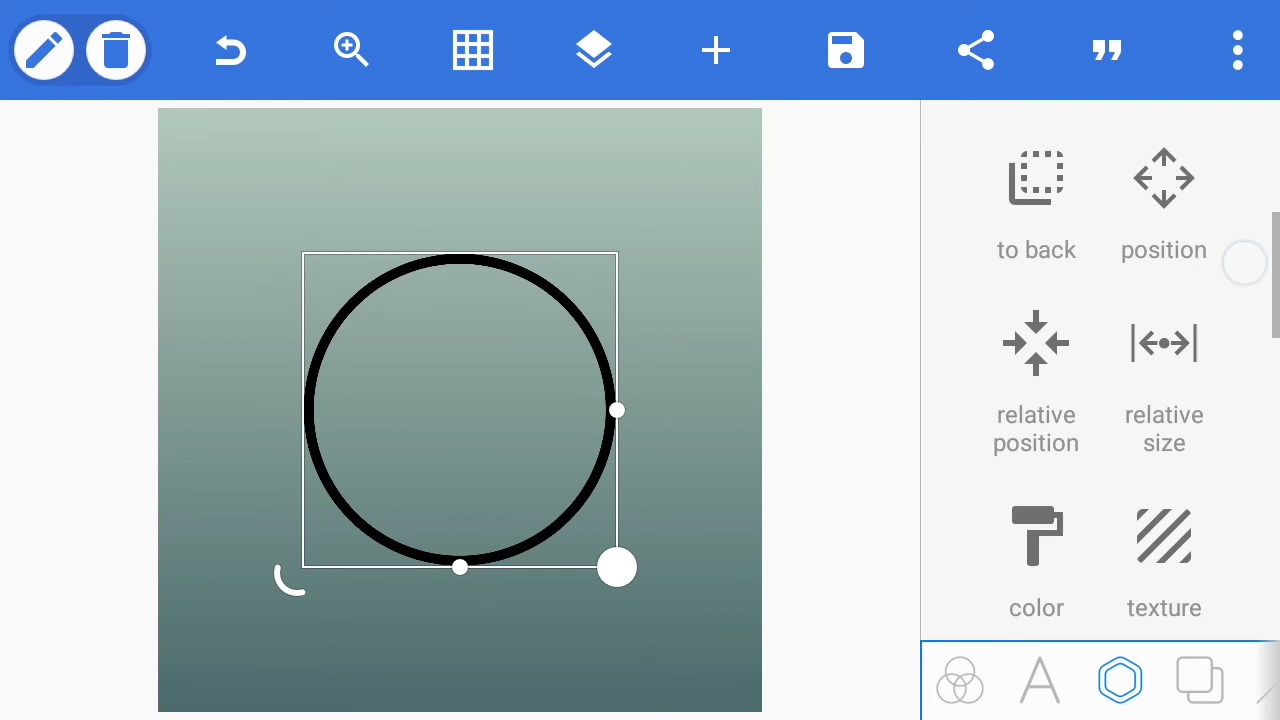 to back
position
relative
position
relative
size
color
texture